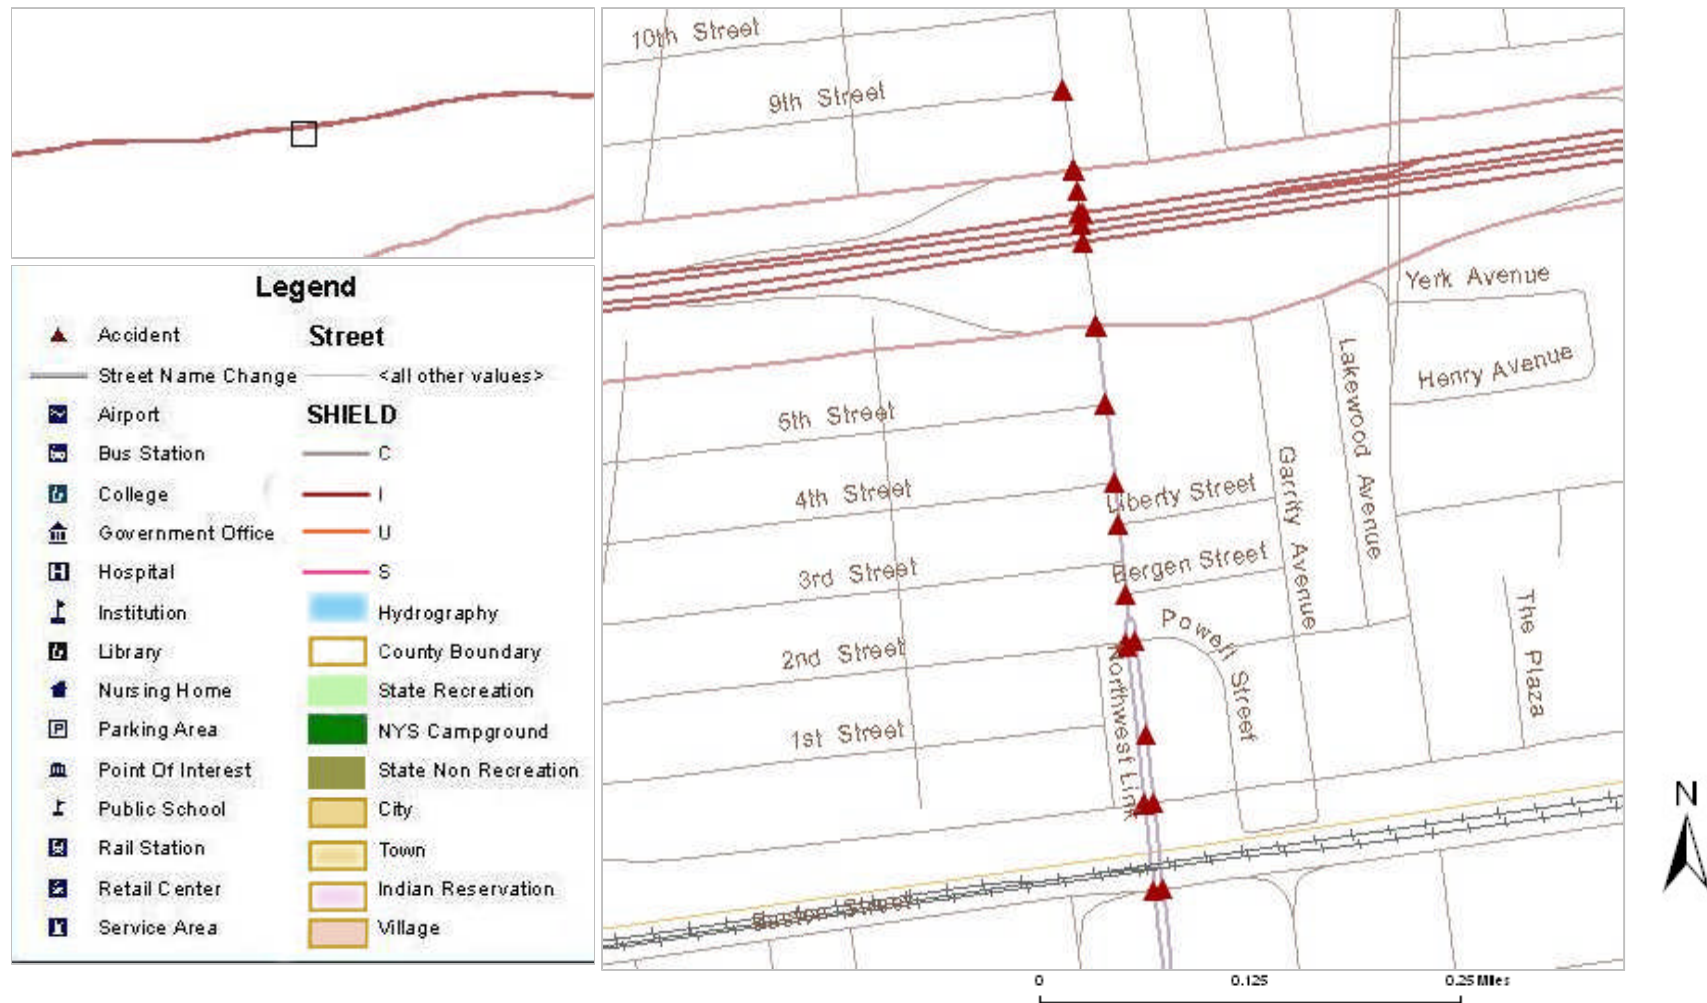 Legend
Accident
Street Name Change
Airport
Bus Station
College
Government Office
Hospital
Institution
Library
Nursing Home
Parking Area
Point Of Interest
Public School
Rail Station
Retail Center
Service Area
Street
<all other values>
SHIELD
C
I
U
S
Hydrography
County Boundary
State Recreation
NYS Campground
State Non Recreation
City
Town
Indian Reservation
Village
10th Street
9th Street
Yerk Avenue
Henry Avenue
Lakewood Avenue
5th Street
4th Street
Liberty Street
Garrity Avenue
3rd Street
Bergen Street
Powell Street
2nd Street
Northwest Link
The Plaza
1st Street
Street
N
0 0.125 0.25 Miles